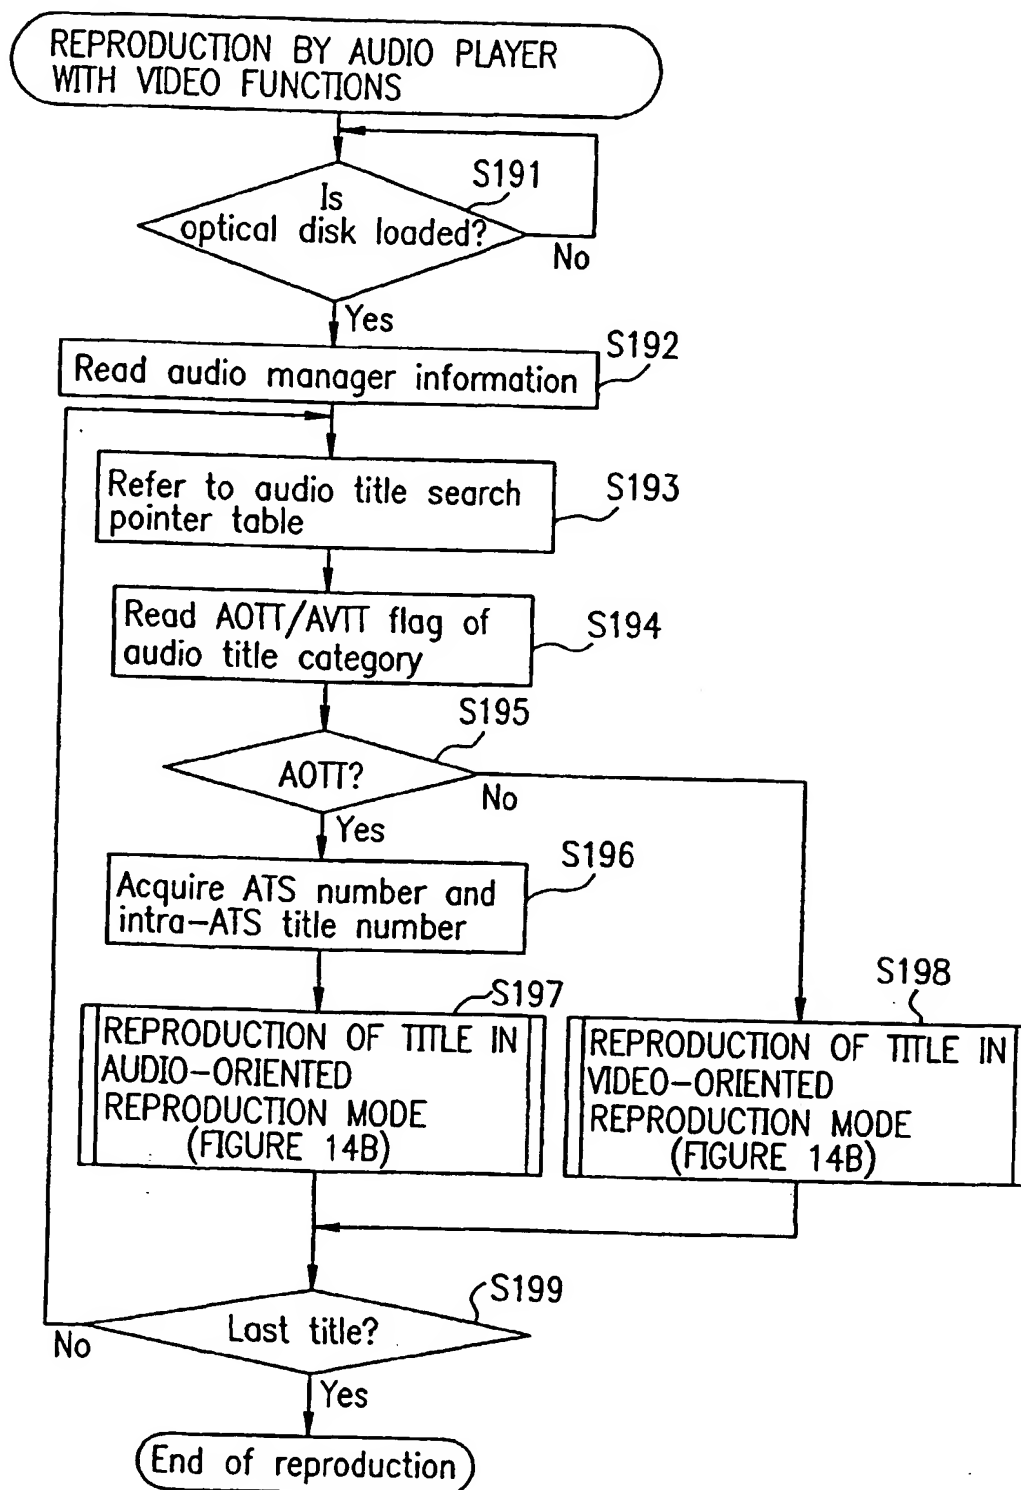 REPRODUCTION BY AUDIO PLAYER
WITH VIDEO FUNCTIONS
S191
Is
optical disk loaded?
No
Yes
S192
Read audio manager information
S193
Refer to audio title search
pointer table
S194
Read AOTT/AVTT flag of
audio title category
S195
AOTT?
No
Yes
S196
Acquire ATS number and
intra-ATS title number
S197
REPRODUCTION OF TITLE IN
AUDIO-ORIENTED
REPRODUCTION MODE
(FIGURE 14B)
S198
REPRODUCTION OF TITLE IN
VIDEO-ORIENTED
REPRODUCTION MODE
(FIGURE 14B)
S199
Last title?
No
Yes
End of reproduction